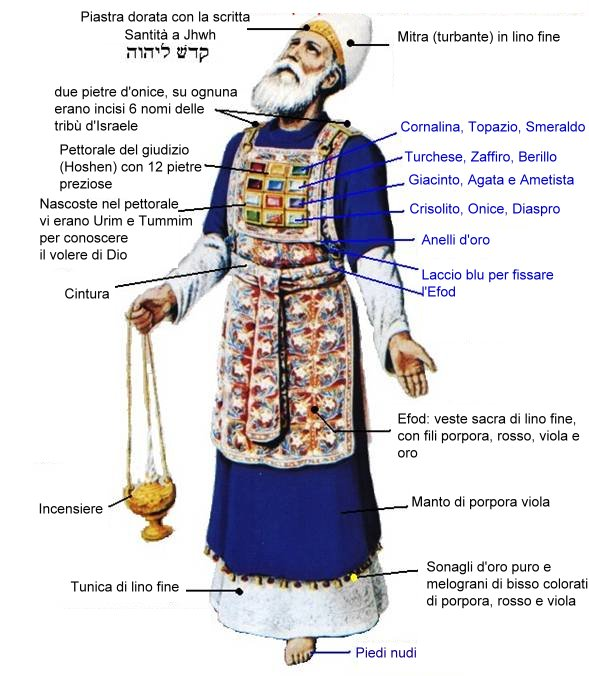 Piastra dorata con la scritta
Santità a Jhwh
קדש ליהוה
Mitra (turbante) in lino fine
due pietre d'onice, su ognuna
erano incisi 6 nomi delle
tribù d'Israele
Cornalina, Topazio, Smeraldo
Pettorale del giudizio
(Hoshen) con 12 pietre
preziose
Turchese, Zaffiro, Berillo
Giacinto, Agata e Ametista
Nascoste nel pettorale
vi erano Urim e Tummim
per conoscere
il volere di Dio
Crisolito, Onice, Diaspro
Anelli d'oro
Laccio blu per fissare
l'Efod
Cintura
Efod: veste sacra di lino fine,
con fili porpora, rosso, viola e
oro
Incensiere
Manto di porpora viola
Sonagli d'oro puro e
melograni di bisso colorati
di porpora, rosso e viola
Tunica di lino fine
Piedi nudi